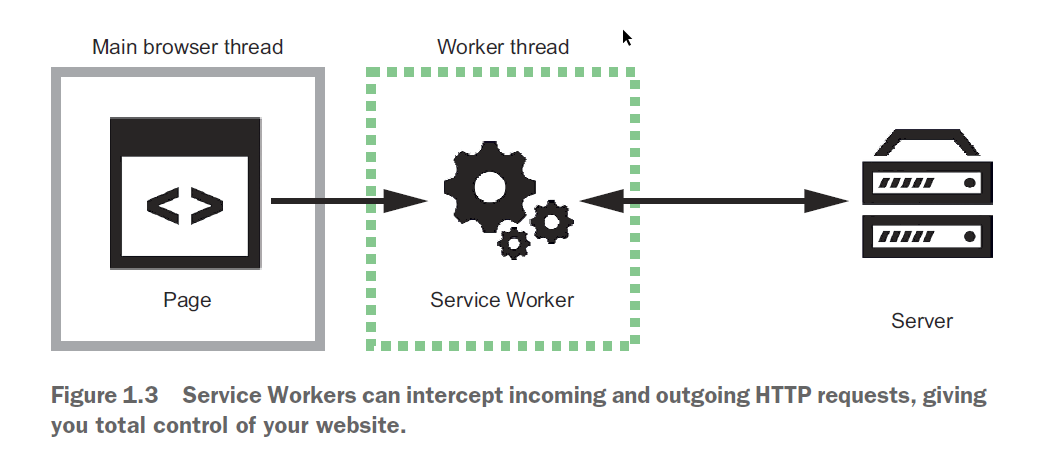 Main browser thread
Worker thread
< >
Page
Service Worker
Server
Figure 1.3 Service Workers can intercept incoming and outgoing HTTP requests, giving
you total control of your website.